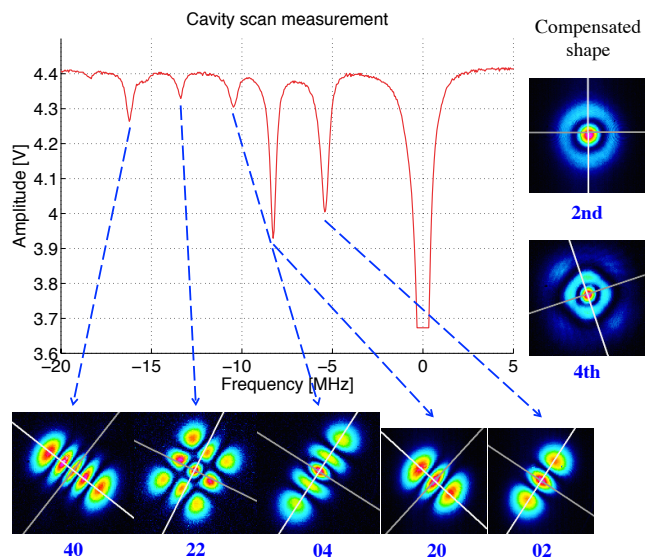 Cavity scan measurement
Compensated
shape
4.4
4.3
4.2
4.1
4
3.9
3.8
3.7
3.6
Amplitude [V]
−20
−15
−10
−5
0
5
Frequency [MHz]
2nd
4th
40
22
04
20
02